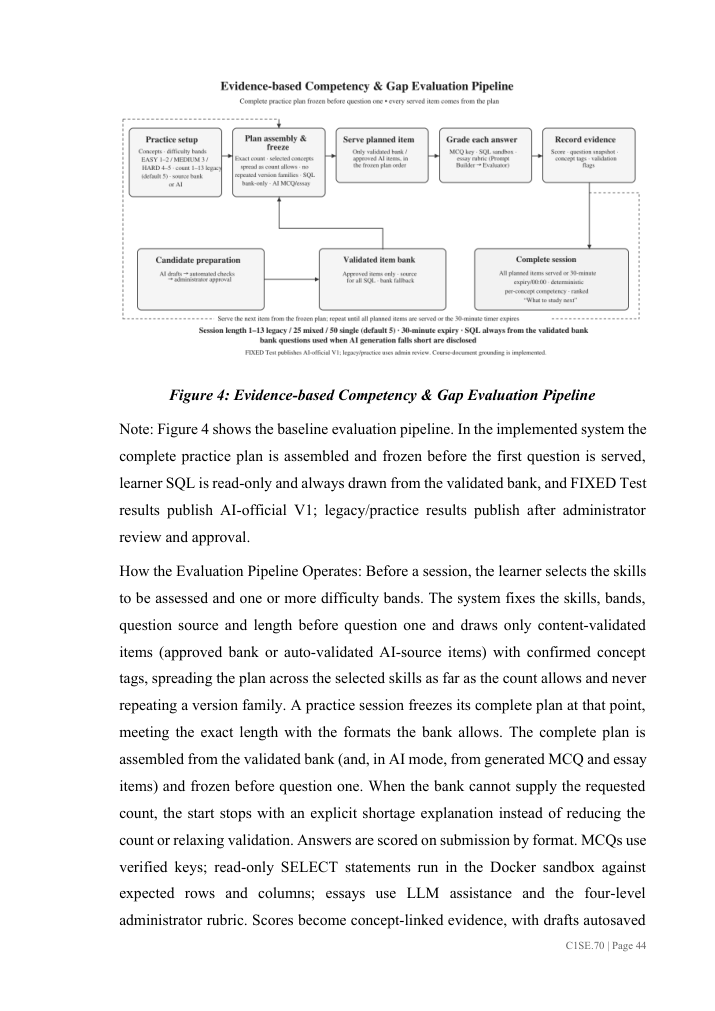 Evidence-based Competency & Gap Evaluation Pipeline
Complete practice plan frozen before question one • every served item comes from the plan
Practice setup
Concepts · difficulty bands
EASY 1–2 / MEDIUM 3 /
HARD 4–5 · count 1–13 legacy
(default 5) · source bank
or AI
Plan assembly &
freeze
Exact count · selected concepts
spread as count allows · no
repeated version families · SQL
bank-only · AI MCQ/essay
Serve planned item
Only validated bank /
approved AI items, in
the frozen plan order
Grade each answer
MCQ key · SQL sandbox ·
essay rubric (Prompt
Builder → Evaluator)
Record evidence
Score · question snapshot ·
concept tags · validation
flags
Candidate preparation
AI drafts → automated checks
→ administrator approval
Validated item bank
Approved items only · source
for all SQL · bank fallback
Complete session
All planned items served or 30-minute
expiry/00:00 · deterministic
per-concept competency · ranked
"What to study next"
Serve the next item from the frozen plan; repeat until all planned items are served or the 30-minute timer expires
Session length 1–13 legacy / 25 mixed / 50 single (default 5) · 30-minute expiry · SQL always from the validated bank
bank questions used when AI generation falls short are disclosed
FIXED Test publishes AI-official V1; legacy/practice uses admin review. Course-document grounding is implemented.
Figure 4: Evidence-based Competency & Gap Evaluation Pipeline
Note: Figure 4 shows the baseline evaluation pipeline. In the implemented system the
complete practice plan is assembled and frozen before the first question is served,
learner SQL is read-only and always drawn from the validated bank, and FIXED Test
results publish AI-official V1; legacy/practice results publish after administrator
review and approval.
How the Evaluation Pipeline Operates: Before a session, the learner selects the skills
to be assessed and one or more difficulty bands. The system fixes the skills, bands,
question source and length before question one and draws only content-validated
items (approved bank or auto-validated AI-source items) with confirmed concept
tags, spreading the plan across the selected skills as far as the count allows and never
repeating a version family. A practice session freezes its complete plan at that point,
meeting the exact length with the formats the bank allows. The complete plan is
assembled from the validated bank (and, in AI mode, from generated MCQ and essay
items) and frozen before question one. When the bank cannot supply the requested
count, the start stops with an explicit shortage explanation instead of reducing the
count or relaxing validation. Answers are scored on submission by format. MCQs use
verified keys; read-only SELECT statements run in the Docker sandbox against
expected rows and columns; essays use LLM assistance and the four-level
administrator rubric. Scores become concept-linked evidence, with drafts autosaved
C1SE.70 | Page 44